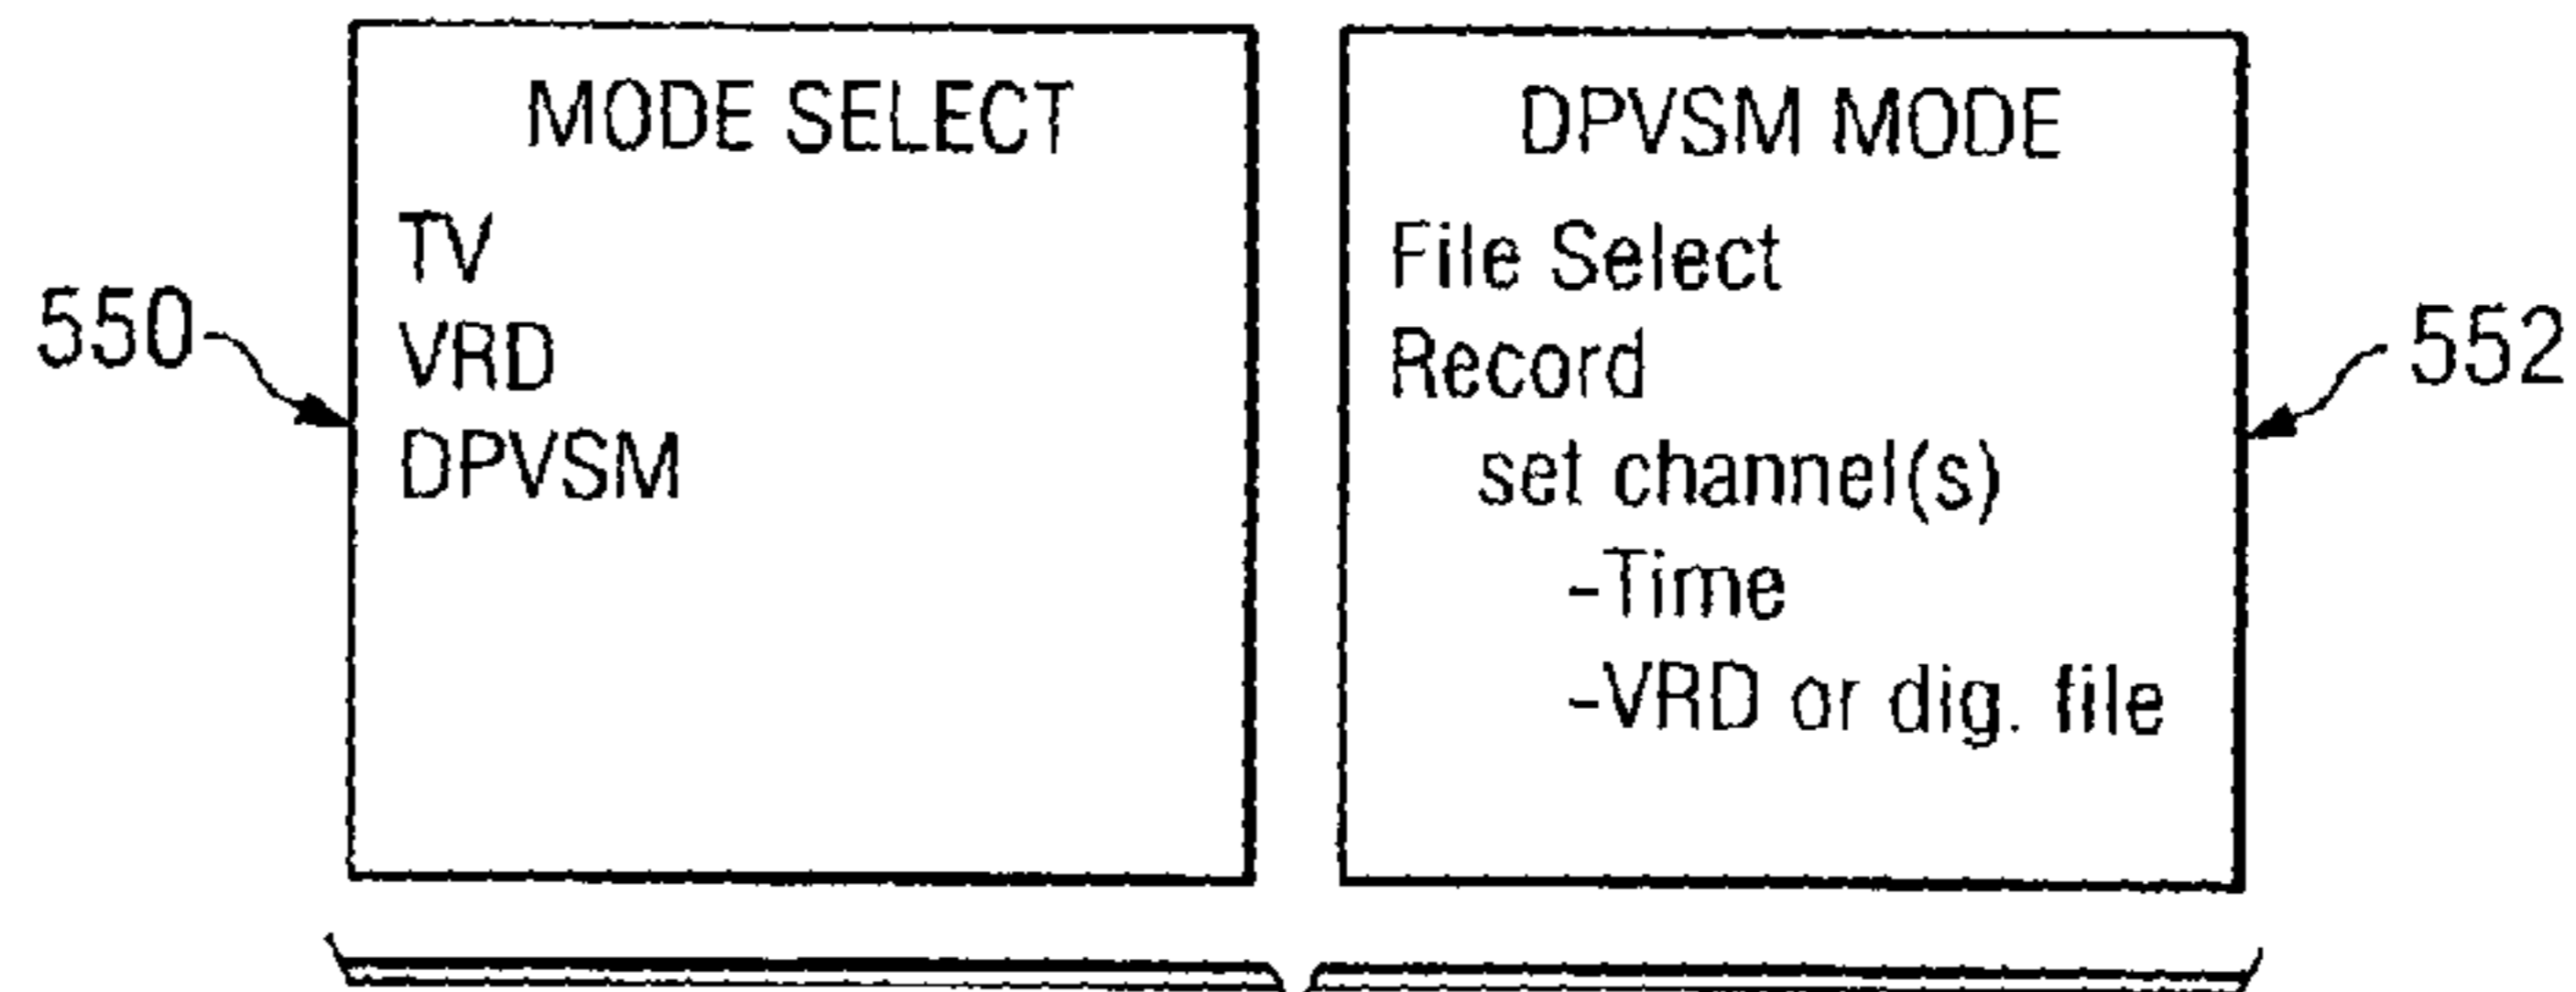 MODE SELECT
TV
VRD
DPVSM
550
DPVSM MODE
File Select
Record
set channel(s)
-Time
-VRD or dig. file
552